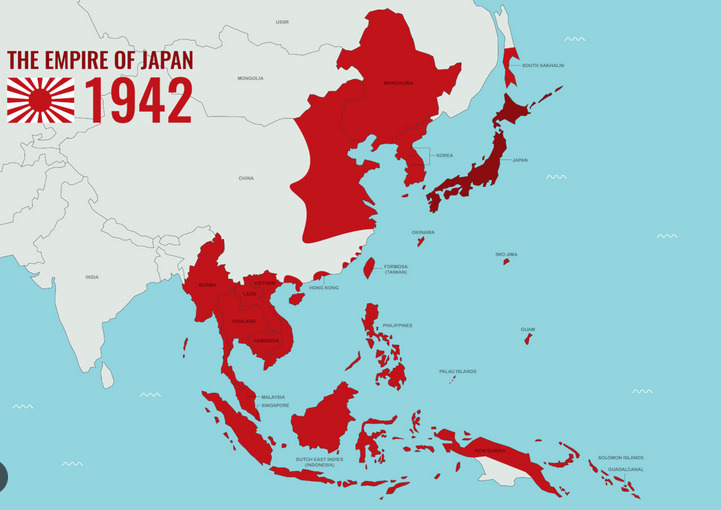 USSR
THE EMPIRE OF JAPAN
1942
MONGOLIA
MANCHURIA
SOUTH SAKHALIN
KOREA
JAPAN
CHINA
OKINAWA
IWO JIMA
INDIA
FORMOSA
(TAIWAN)
BURMA
VIETNAM
LAOS
HONG KONG
THAILAND
PHILIPPINES
GUAM
CAMBODIA
PALAU ISLANDS
MALAYSIA
SINGAPORE
DUTCH EAST INDIES
(INDONESIA)
NEW GUINEA
SOLOMON ISLANDS
GUADALCANAL